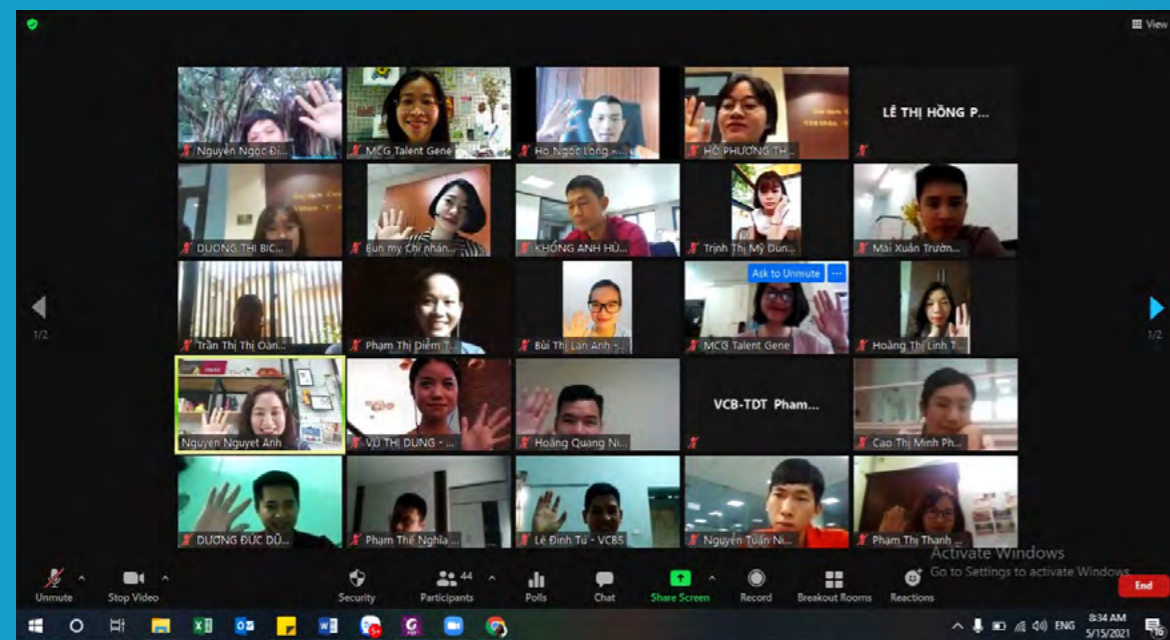 View
Nguyễn Ngọc Đi...
MCG Talent Gene
Ho Ngoc Long - ...
HỒ PHƯƠNG TH...
LÊ THỊ HỒNG P...
DUONG THI BIC...
Bun my Chi nhán...
KHỔNG ANH HÙ...
Trịnh Thị Mỹ Dun...
Mai Xuân Trườn...
Trần Thị Thị Oan...
Phạm Thị Diễm T...
Bùi Thị Lan Anh - ...
Ask to Unmute ...
MCG Talent Gene
Hoàng Thị Linh T...
1/2
1/2
Nguyen Nguyet Anh
VŨ THỊ DUNG - ...
Hoàng Quang Ni...
VCB-TDT Pham...
Cao Thị Minh Ph...
DƯƠNG ĐỨC DŨ...
Phạm Thế Nghĩa ...
Lê Đình Tú - VCBS
Nguyễn Tuấn Ni...
Phạm Thị Thanh ...
Activate Windows
Go to Settings to activate Windows.
Unmute
Stop Video
Security
44
Participants
Polls
Chat
Share Screen
Record
Breakout Rooms
Reactions
End
ENG
8:34 AM
5/15/2021
16